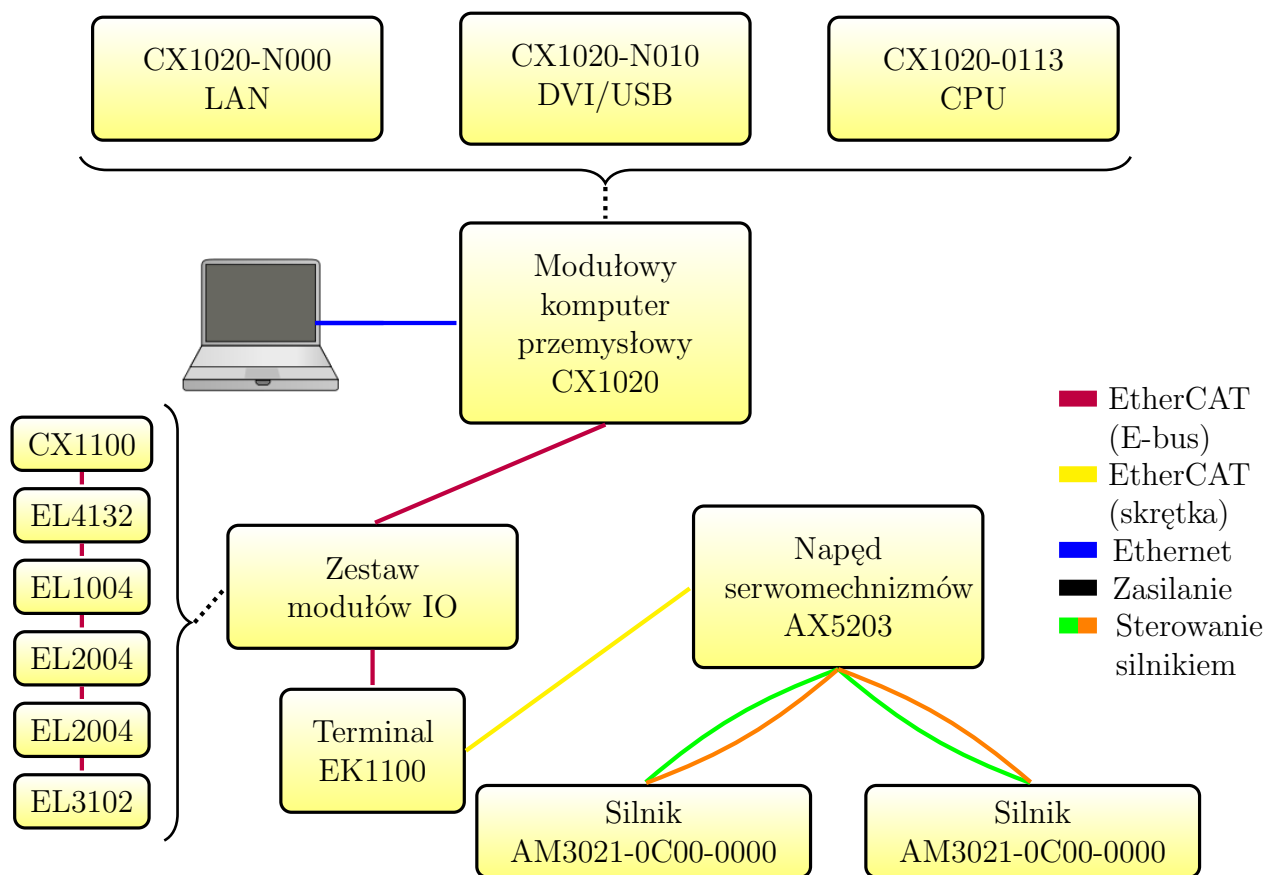 CX1020-N000
LAN
CX1020-N010
DVI/USB
CX1020-0113
CPU
Modułowy
komputer
przemysłowy
CX1020
CX1100
EL4132
EL1004
EL2004
EL2004
EL3102
Zestaw
modułów IO
Terminal
EK1100
Napęd
serwomechnizmów
AX5203
Silnik
AM3021-0C00-0000
Silnik
AM3021-0C00-0000
EtherCAT
(E-bus)
EtherCAT
(skrętka)
Ethernet
Zasilanie
Sterowanie
silnikiem